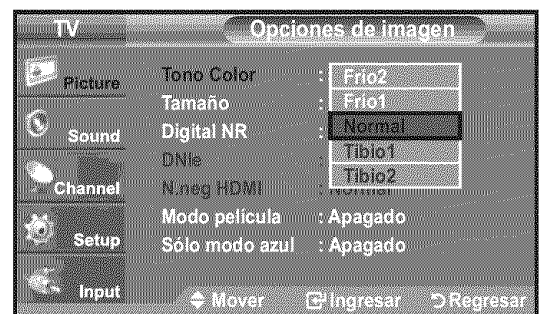 TV Opciones de imagen
Picture
Sound
Channel
Setup
Input
Tono Color : Frio2
Tamaño : Frio1
Digital NR : Normal
DNIe Tibio1
N.neg HDMI : Tibio2
Normal
Modo película : Apagado
Sólo modo azul : Apagado
Mover Ingresar Regresar